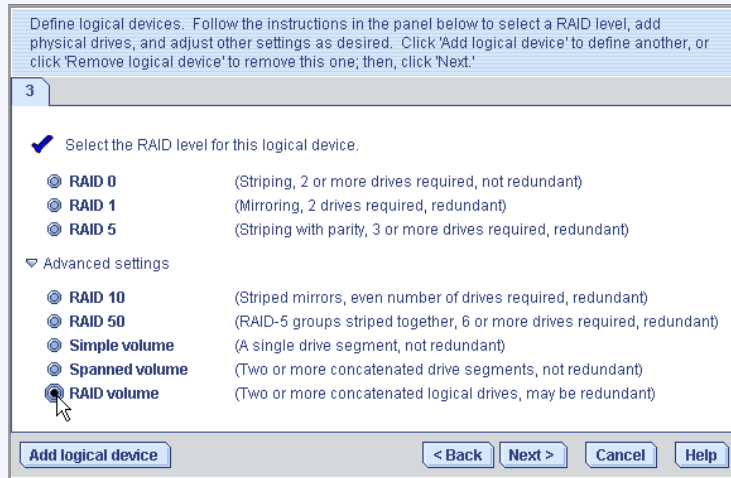 Define logical devices. Follow the instructions in the panel below to select a RAID level, add
physical drives, and adjust other settings as desired. Click 'Add logical device' to define another, or
click 'Remove logical device' to remove this one; then, click 'Next.'
3
Select the RAID level for this logical device.
RAID 0 (Striping, 2 or more drives required, not redundant)
RAID 1 (Mirroring, 2 drives required, redundant)
RAID 5 (Striping with parity, 3 or more drives required, redundant)
Advanced settings
RAID 10 (Striped mirrors, even number of drives required, redundant)
RAID 50 (RAID-5 groups striped together, 6 or more drives required, redundant)
Simple volume (A single drive segment, not redundant)
Spanned volume (Two or more concatenated drive segments, not redundant)
RAID volume (Two or more concatenated logical drives, may be redundant)
Add logical device < Back Next > Cancel Help